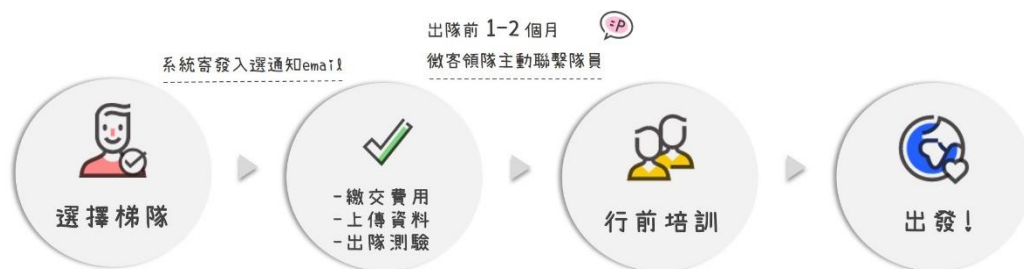 出隊前 1-2 個月
:P
微客領隊主動聯繫隊員
系統寄發入選通知email
選擇梯隊
-繳交費用
-上傳資料
-出隊測驗
行前培訓
出發!